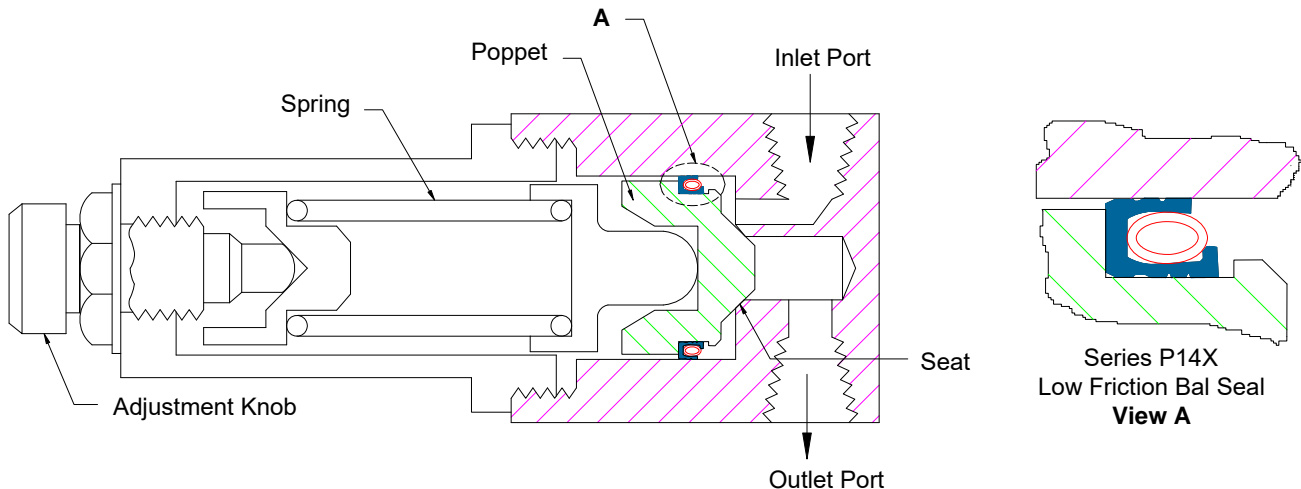 A
Poppet
Inlet Port
Spring
Seat
Adjustment Knob
Outlet Port
Series P14X
Low Friction Bal Seal
View A